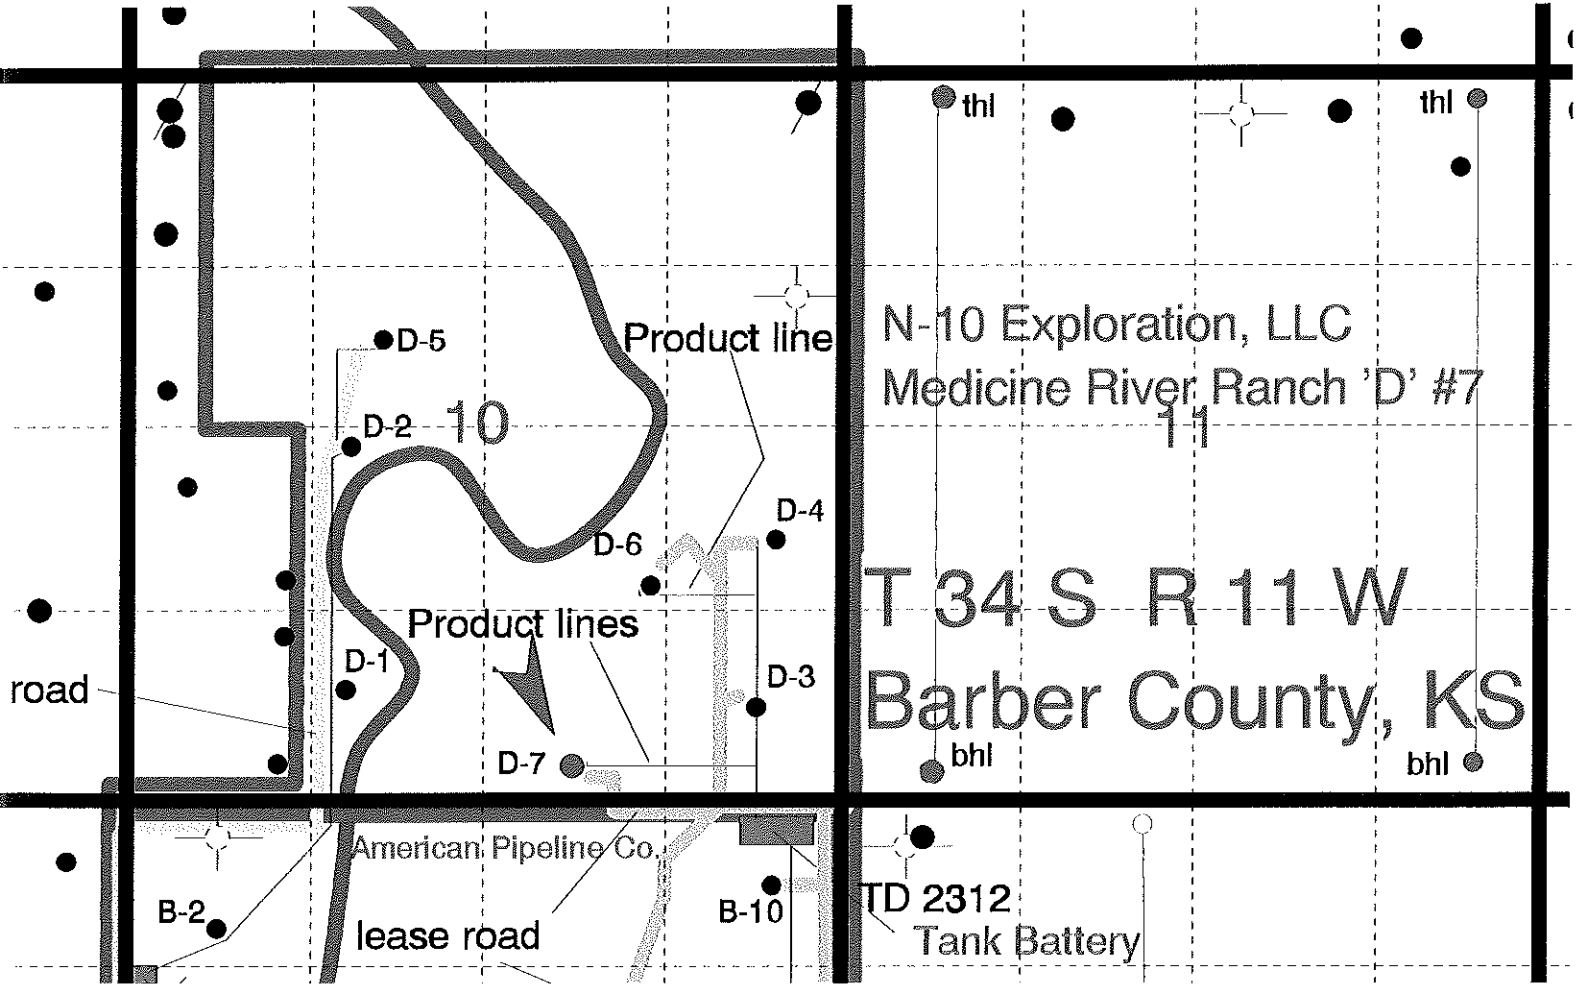 thl
thl
N-10 Exploration, LLC
Product line
D-5
Medicine River Ranch 'D' #7
D-2
10
11
D-4
D-6
T 34 S R 11 W
Product lines
D-1
D-3
road
Barber County, KS
D-7
bhl
bhl
American Pipeline Co.
B-2
B-10
TD 2312
lease road
Tank Battery